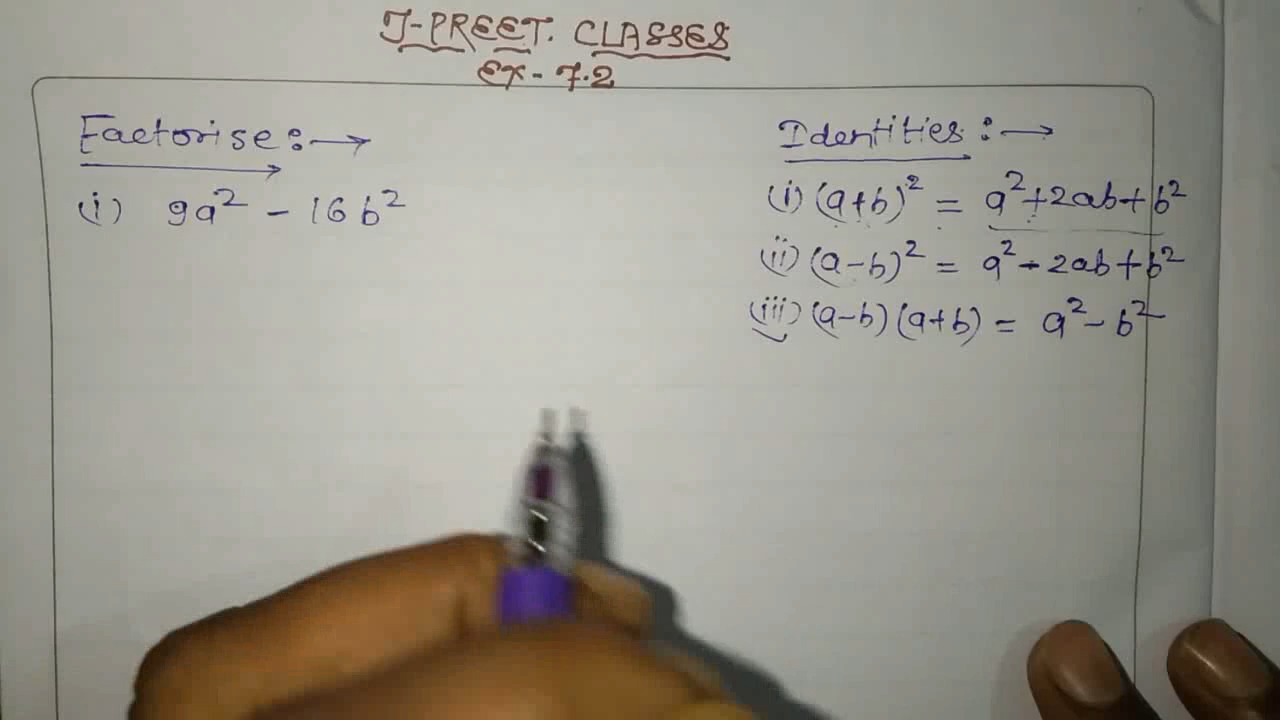 J-PREET. CLASSES
EX- 7.2
Factorise:→
(i) 9a² - 16b²
Identities:→
(i) (a+b)² = a²+2ab+b²
(ii) (a-b)² = a²-2ab+b²
(iii) (a-b) (a+b) = a²-b²